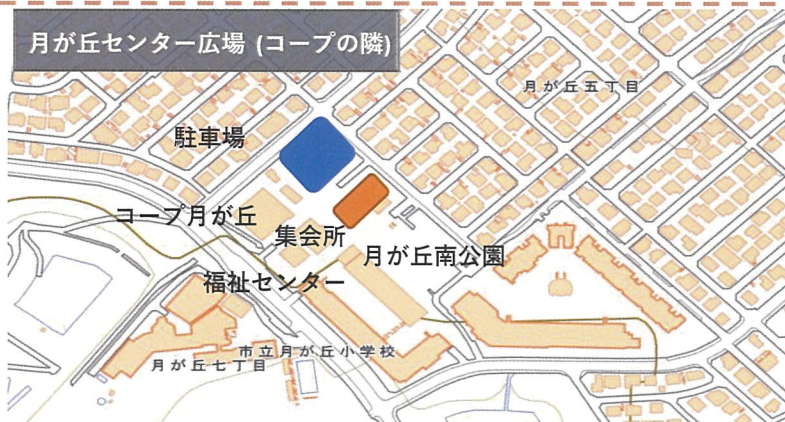 月が丘センター広場 (コープの隣)
月が丘五丁目
駐車場
コープ月が丘
集会所
月が丘南公園
福祉センター
市立月が丘小学校
月が丘七丁目